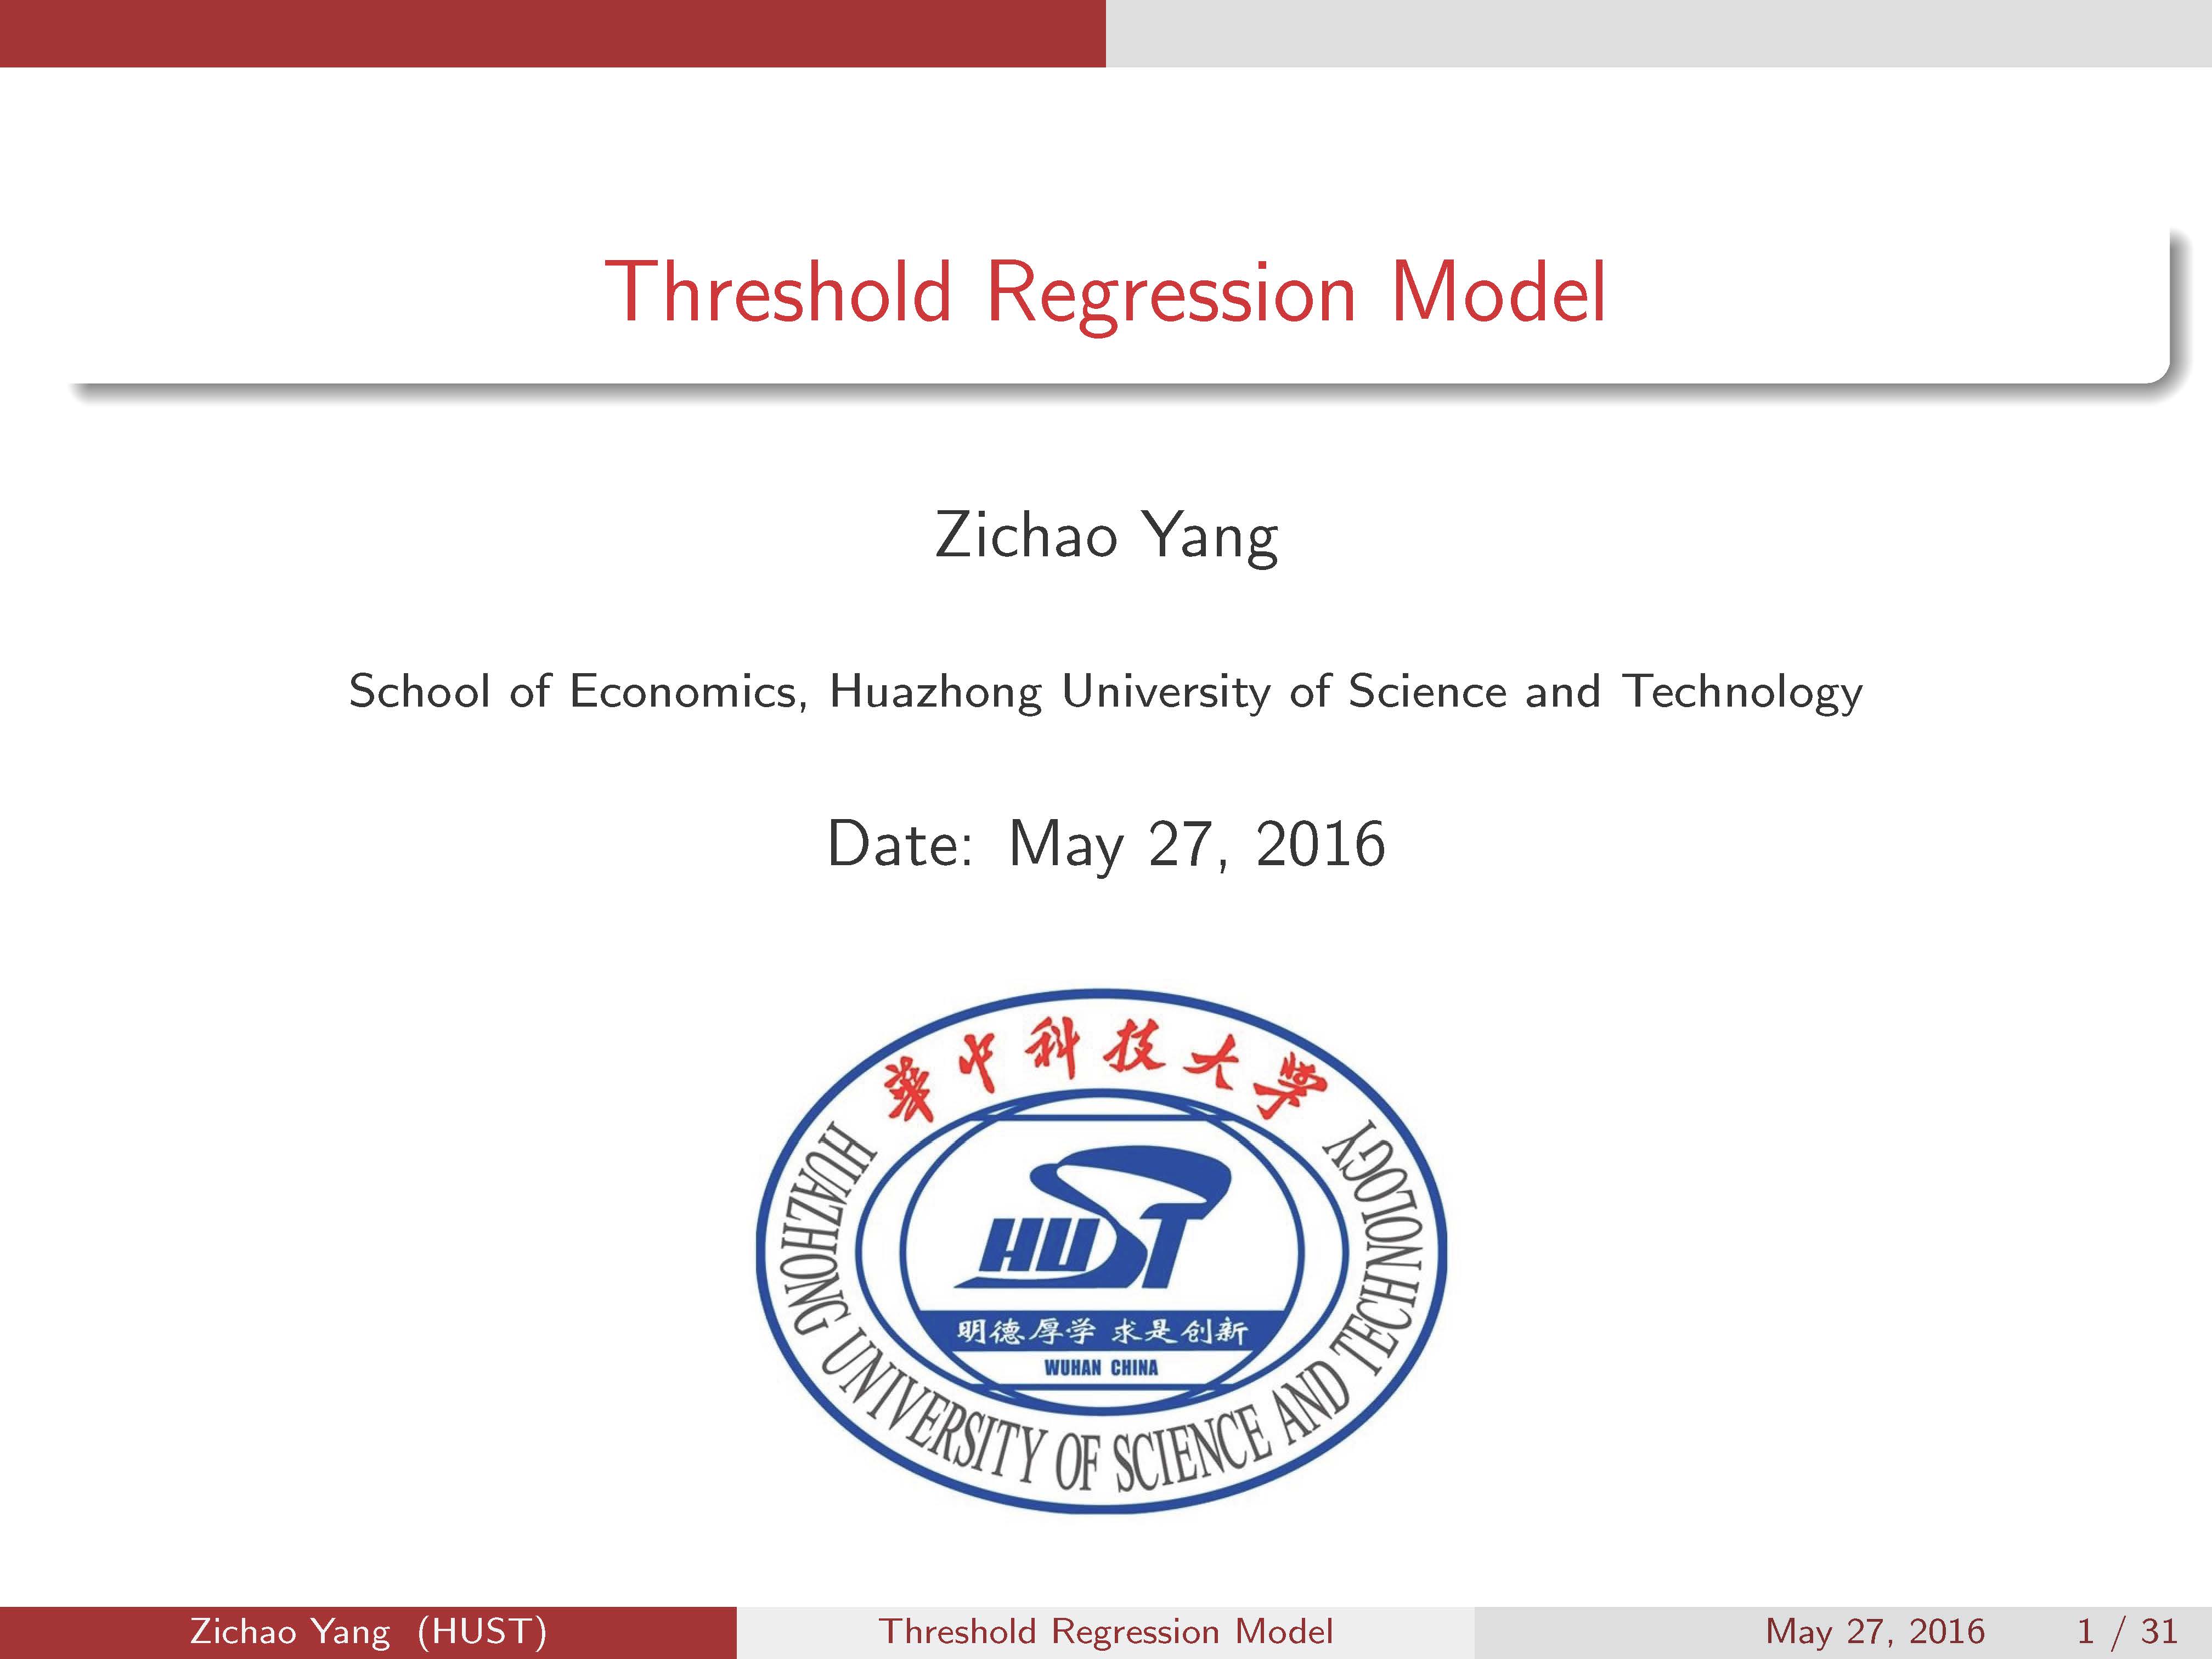 Threshold Regression Model
Zichao Yang
School of Economics, Huazhong University of Science and Technology
Date: May 27, 2016
華中科技大学
HUAZHONG UNIVERSITY OF SCIENCE AND TECHNOLOGY
HUST
明德厚学 求是创新
WUHAN CHINA
Zichao Yang (HUST)
Threshold Regression Model
May 27, 2016
1 / 31